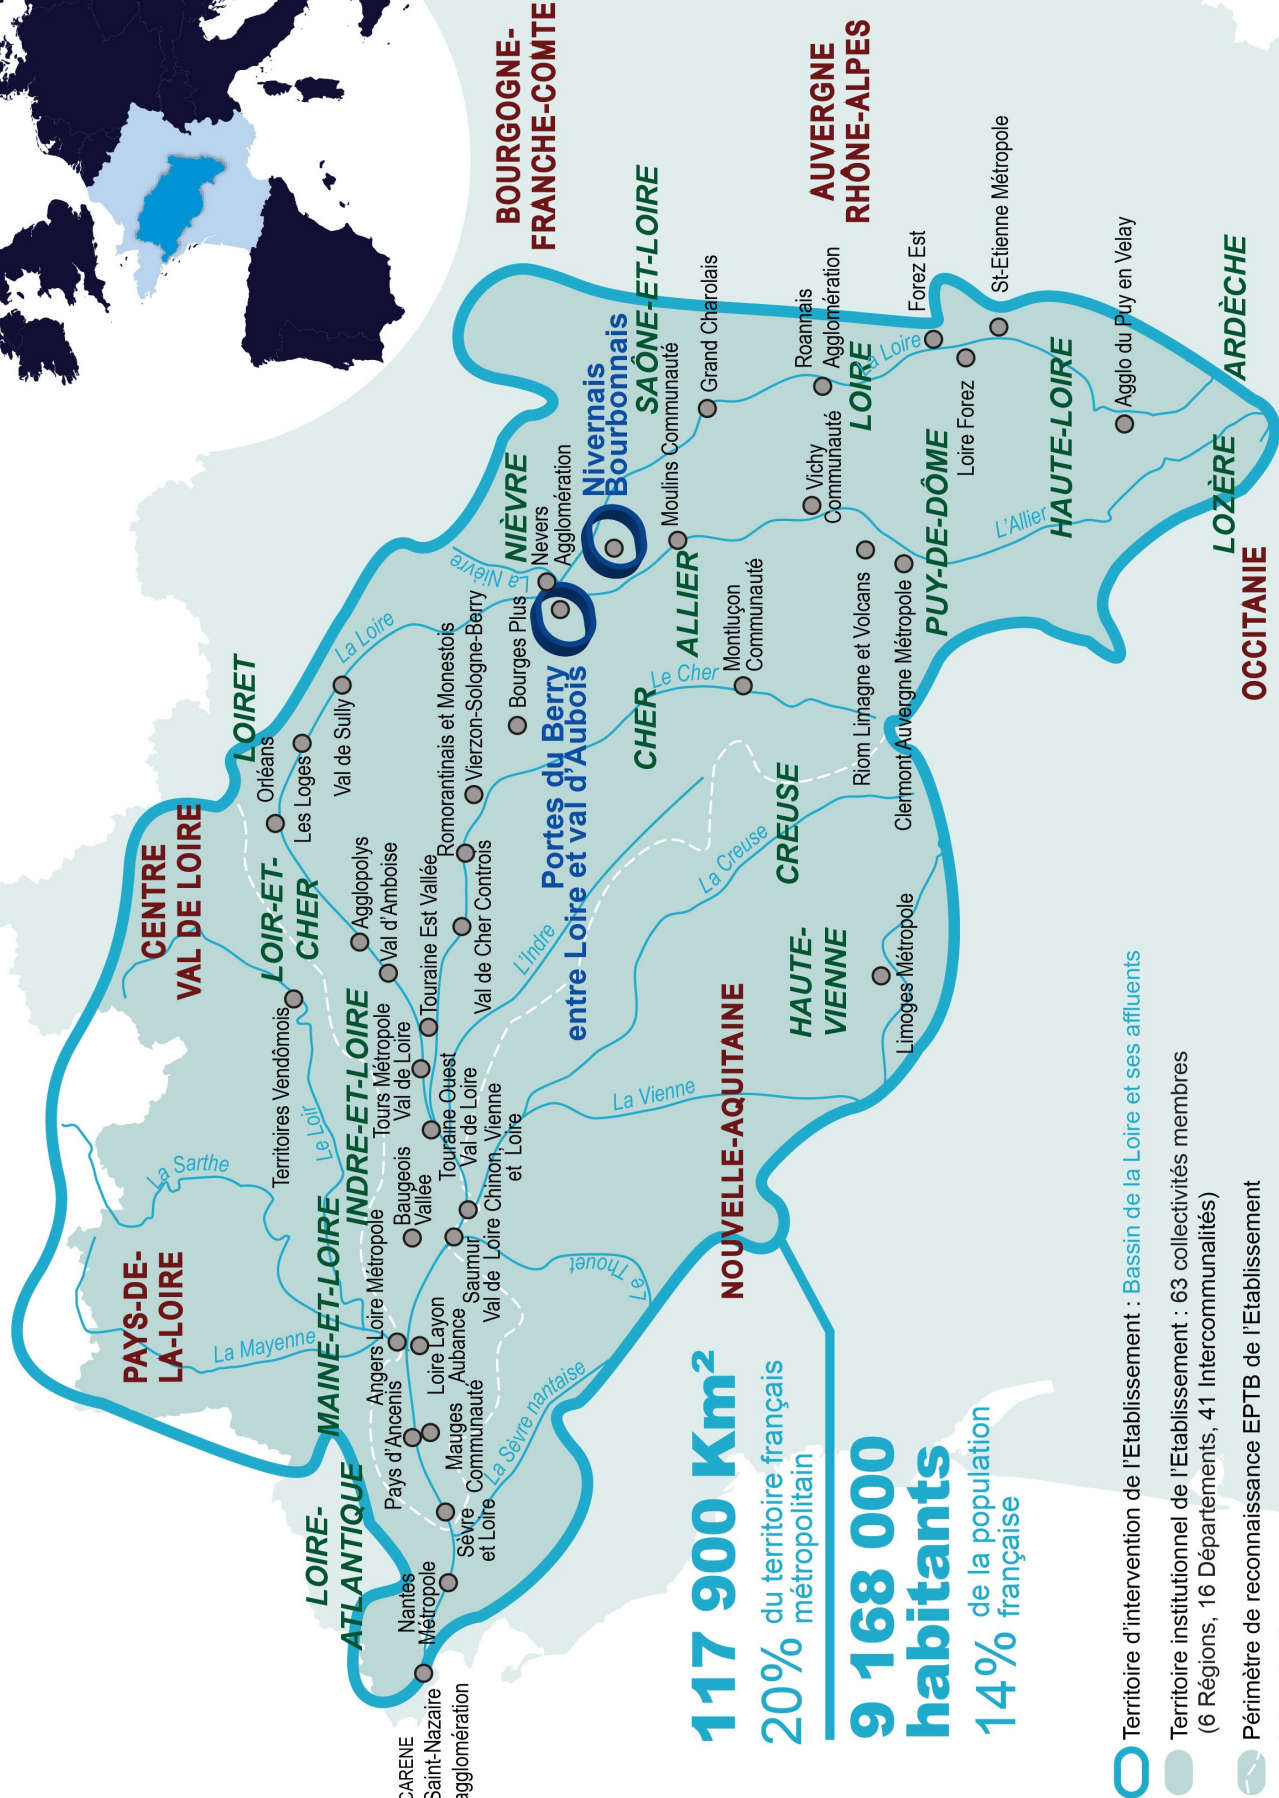 PAYS-DE-
LA-LOIRE
CENTRE
VAL DE LOIRE
BOURGOGNE-
FRANCHE-COMTE
AUVERGNE
RHÔNE-ALPES
NOUVELLE-AQUITAINE
OCCITANIE
LOIRE-
ATLANTIQUE
MAINE-ET-LOIRE
INDRE-ET-LOIRE
LOIR-ET-
CHER
LOIRET
NIÈVRE
SAÔNE-ET-LOIRE
CHER
ALLIER
CREUSE
HAUTE-
VIENNE
LOIRE
PUY-DE-DÔME
HAUTE-LOIRE
LOZÈRE
ARDÈCHE
La Mayenne
La Sarthe
Le Loir
La Loire
La Nièvre
Le Cher
L'Indre
La Creuse
La Vienne
Le Thouet
La Sèvre nantaise
L'Allier
La Loire
CARENE
Saint-Nazaire
agglomération
Nantes
Métropole
Sèvre
et Loire
Pays d'Ancenis
Mauges
Communauté
Angers Loire Métropole
Loire Layon
Aubance
Baugeois
Vallée
Saumur
Val de Loire
Chinon, Vienne
et Loire
Touraine Ouest
Val de Loire
Tours Métropole
Val de Loire
Touraine Est Vallée
Territoires Vendômois
Val d'Amboise
Agglopolys
Val de Cher Controis
Romorantinais et Monestois
Vierzon-Sologne-Berry
Orléans
Les Loges
Val de Sully
Bourges Plus
Nevers
Agglomération
Portes du Berry
entre Loire et val d'Aubois
Nivernais
Bourbonnais
Moulins Communauté
Grand Charolais
Montluçon
Communauté
Vichy
Communauté
Roannais
Agglomération
Riom Limagne et Volcans
Clermont Auvergne Métropole
Limoges Métropole
Forez Est
Loire Forez
St-Etienne Métropole
Agglo du Puy en Velay
117 900 Km²
20% du territoire français
métropolitain
9 168 000
habitants
14% de la population
française
Territoire d'intervention de l'Etablissement : Bassin de la Loire et ses affluents
Territoire institutionnel de l'Etablissement : 63 collectivités membres
(6 Régions, 16 Départements, 41 Intercommunalités)
Périmètre de reconnaissance EPTB de l'Etablissement